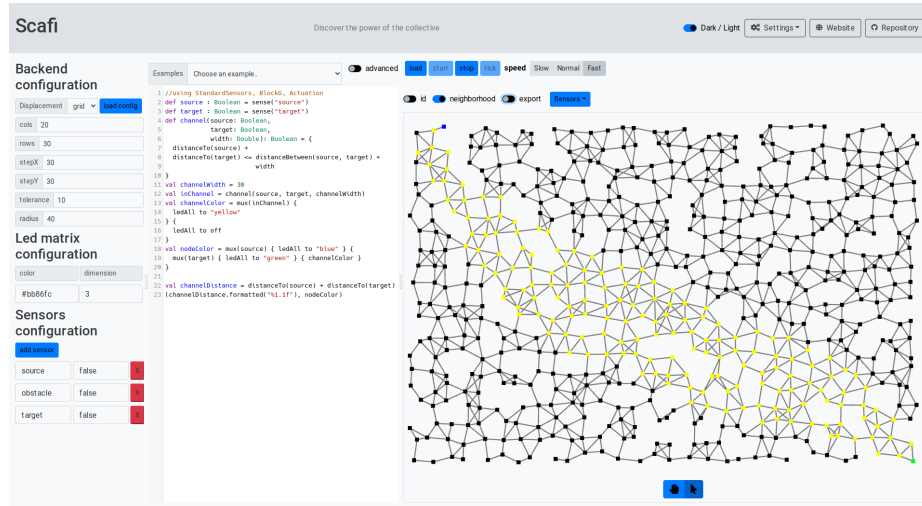 Scafi
Discover the power of the collective
Dark / Light
Settings
Website
Repository
Backend
configuration
Displacement grid load config
cols 20
rows 30
stepX 30
stepY 30
tolerance 10
radius 40
Led matrix
configuration
color dimension
#bb86fc 3
Sensors
configuration
add sensor
source false X
obstacle false X
target false X
Examples Choose an example.. advanced load start stop tick speed Slow Normal Fast
id neighborhood export Sensors
1 //using StandardSensors, BlockG, Actuation
2 def source : Boolean = sense("source")
3 def target : Boolean = sense("target")
4 def channel(source: Boolean,
5 target: Boolean,
6 width: Double): Boolean = {
7 distanceTo(source) +
8 distanceTo(target) <= distanceBetween(source, target) +
9 width
10 }
11 val channelWidth = 30
12 val inChannel = channel(source, target, channelWidth)
13 val channelColor = mux(inChannel) {
14 ledAll to "yellow"
15 } {
16 ledAll to off
17 }
18 val nodeColor = mux(source) { ledAll to "blue" } {
19 mux(target) { ledAll to "green" } { channelColor }
20 }
21
22 val channelDistance = distanceTo(source) + distanceTo(target)
23 (channelDistance.formatted("%1.1f"), nodeColor)